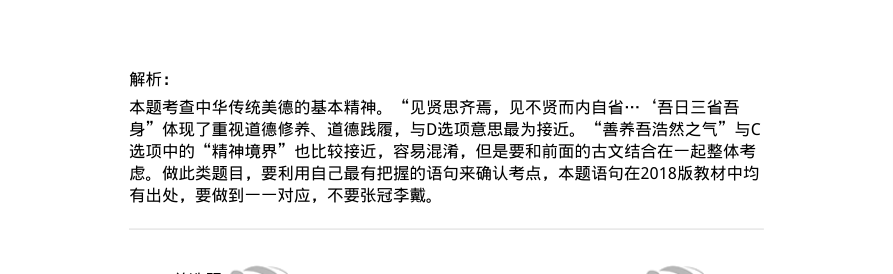 解析：
本题考查中华传统美德的基本精神。“见贤思齐焉，见不贤而内自省…‘吾日三省吾
身”体现了重视道德修养、道德践履，与D选项意思最为接近。“善养吾浩然之气”与C
选项中的“精神境界”也比较接近，容易混淆，但是要和前面的古文结合在一起整体考
虑。做此类题目，要利用自己最有把握的语句来确认考点，本题语句在2018版教材中均
有出处，要做到一一对应，不要张冠李戴。